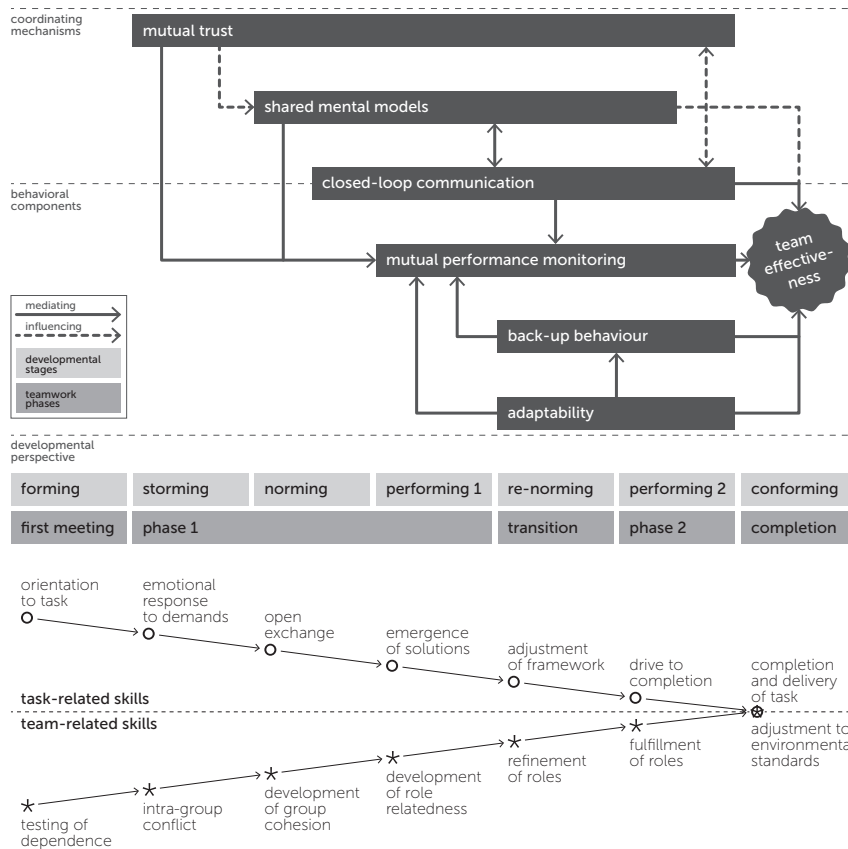 coordinating
mechanisms
mutual trust
shared mental models
closed-loop communication
behavioral
components
mutual performance monitoring
team
effective-
ness
mediating
influencing
developmental
stages
teamwork
phases
back-up behaviour
adaptability
developmental
perspective
forming
storming
norming
performing 1
re-norming
performing 2
conforming
first meeting
phase 1
transition
phase 2
completion
orientation
to task
emotional
response
to demands
open
exchange
emergence
of solutions
adjustment
of framework
drive to
completion
completion
and delivery
of task
task-related skills
team-related skills
testing of
dependence
intra-group
conflict
development
of group
cohesion
development
of role
relatedness
refinement
of roles
fulfillment
of roles
adjustment to
environmenta
standards